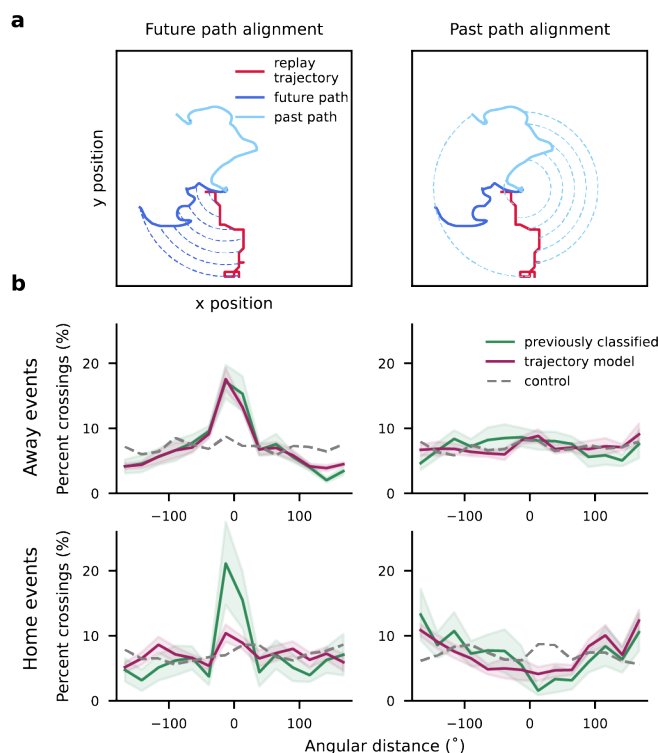 a
Future path alignment
Past path alignment
replay
trajectory
future path
past path
y position
x position
b
Away events
Percent crossings (%)
20
10
0
−100
0
100
previously classified
trajectory model
control
20
10
0
−100
0
100
Home events
Percent crossings (%)
20
10
0
−100
0
100
20
10
0
−100
0
100
Angular distance (˚)